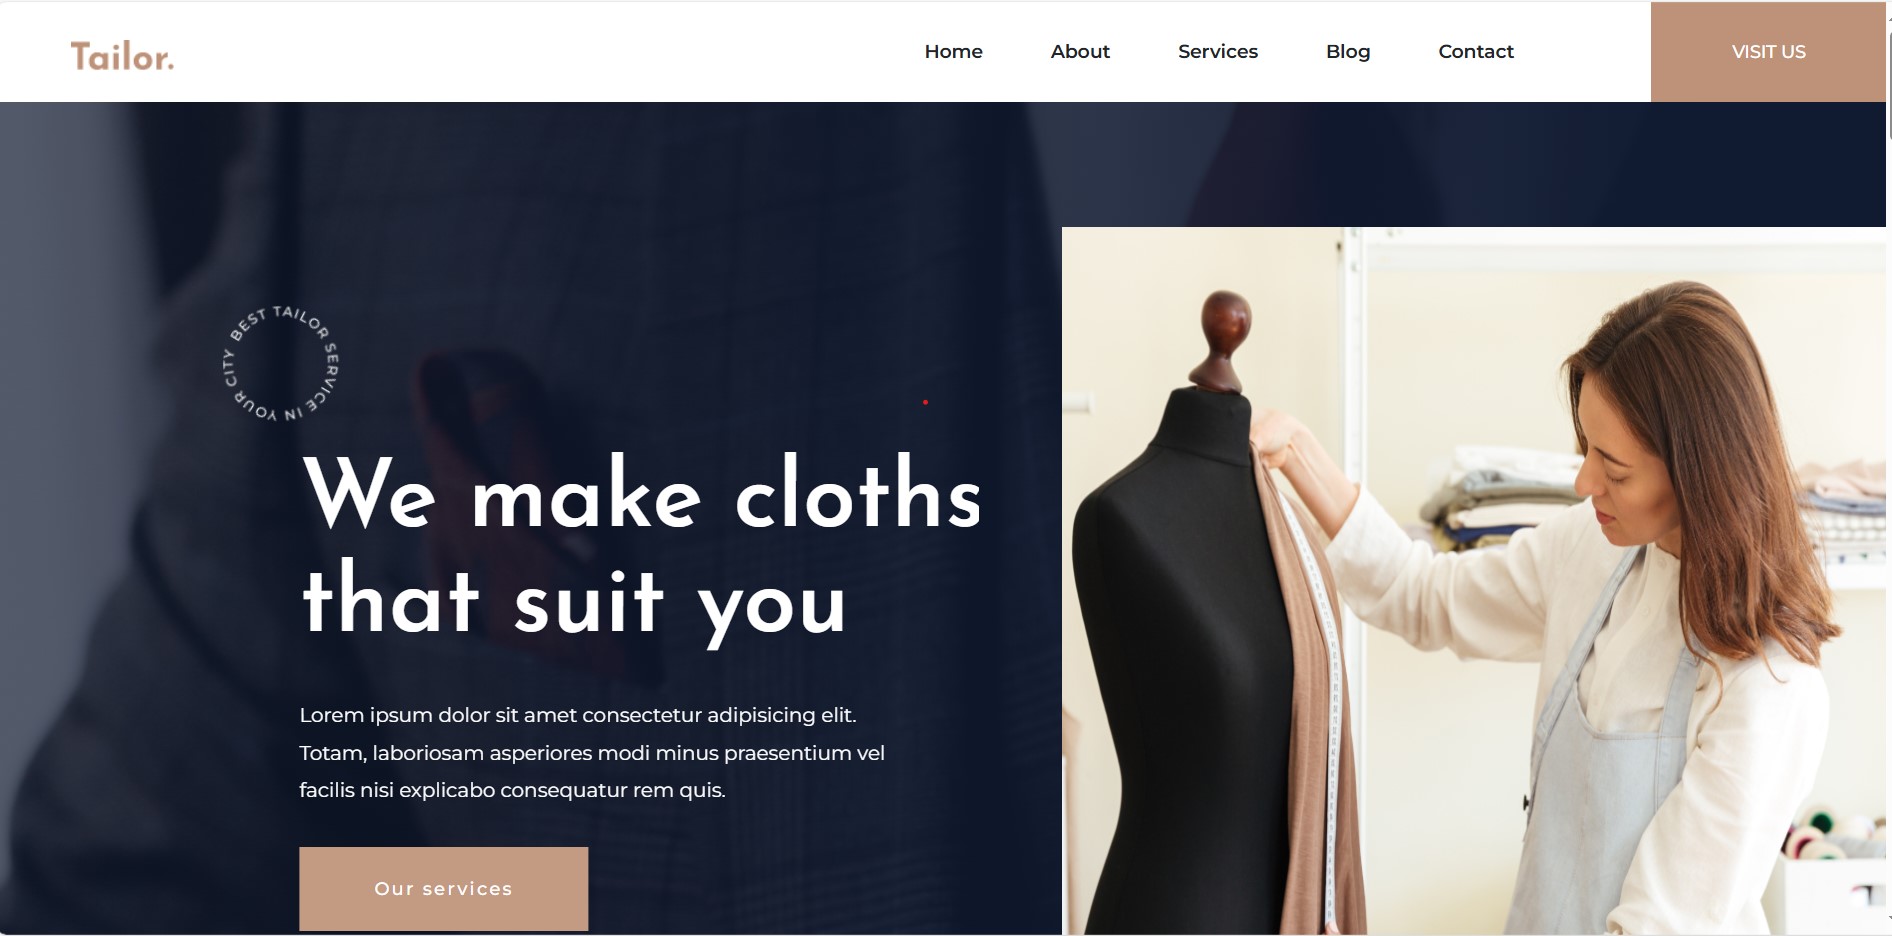 Tailor.
Home
About
Services
Blog
Contact
VISIT US
BEST TAILOR SERVICE IN YOUR CITY
We make cloths
that suit you
Lorem ipsum dolor sit amet consectetur adipisicing elit.
Totam, laboriosam asperiores modi minus praesentium vel
facilis nisi explicabo consequatur rem quis.
Our services